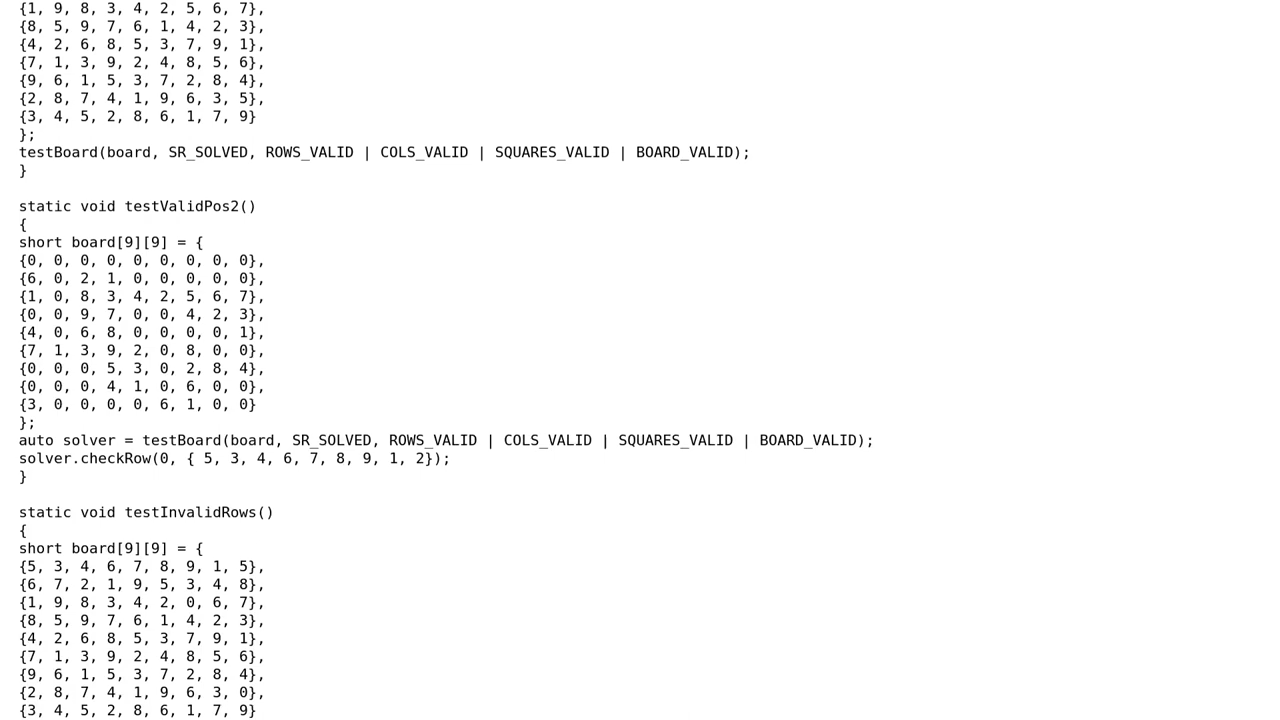 {1, 9, 8, 3, 4, 2, 5, 6, 7},
{8, 5, 9, 7, 6, 1, 4, 2, 3},
{4, 2, 6, 8, 5, 3, 7, 9, 1},
{7, 1, 3, 9, 2, 4, 8, 5, 6},
{9, 6, 1, 5, 3, 7, 2, 8, 4},
{2, 8, 7, 4, 1, 9, 6, 3, 5},
{3, 4, 5, 2, 8, 6, 1, 7, 9}
};
testBoard(board, SR_SOLVED, ROWS_VALID | COLS_VALID | SQUARES_VALID | BOARD_VALID);
}

static void testValidPos2()
{
short board[9][9] = {
{0, 0, 0, 0, 0, 0, 0, 0, 0},
{6, 0, 2, 1, 0, 0, 0, 0, 0},
{1, 0, 8, 3, 4, 2, 5, 6, 7},
{0, 0, 9, 7, 0, 0, 4, 2, 3},
{4, 0, 6, 8, 0, 0, 0, 0, 1},
{7, 1, 3, 9, 2, 0, 8, 0, 0},
{0, 0, 0, 5, 3, 0, 2, 8, 4},
{0, 0, 0, 4, 1, 0, 6, 0, 0},
{3, 0, 0, 0, 0, 6, 1, 0, 0}
};
auto solver = testBoard(board, SR_SOLVED, ROWS_VALID | COLS_VALID | SQUARES_VALID | BOARD_VALID);
solver.checkRow(0, { 5, 3, 4, 6, 7, 8, 9, 1, 2});
}

static void testInvalidRows()
{
short board[9][9] = {
{5, 3, 4, 6, 7, 8, 9, 1, 5},
{6, 7, 2, 1, 9, 5, 3, 4, 8},
{1, 9, 8, 3, 4, 2, 0, 6, 7},
{8, 5, 9, 7, 6, 1, 4, 2, 3},
{4, 2, 6, 8, 5, 3, 7, 9, 1},
{7, 1, 3, 9, 2, 4, 8, 5, 6},
{9, 6, 1, 5, 3, 7, 2, 8, 4},
{2, 8, 7, 4, 1, 9, 6, 3, 0},
{3, 4, 5, 2, 8, 6, 1, 7, 9}